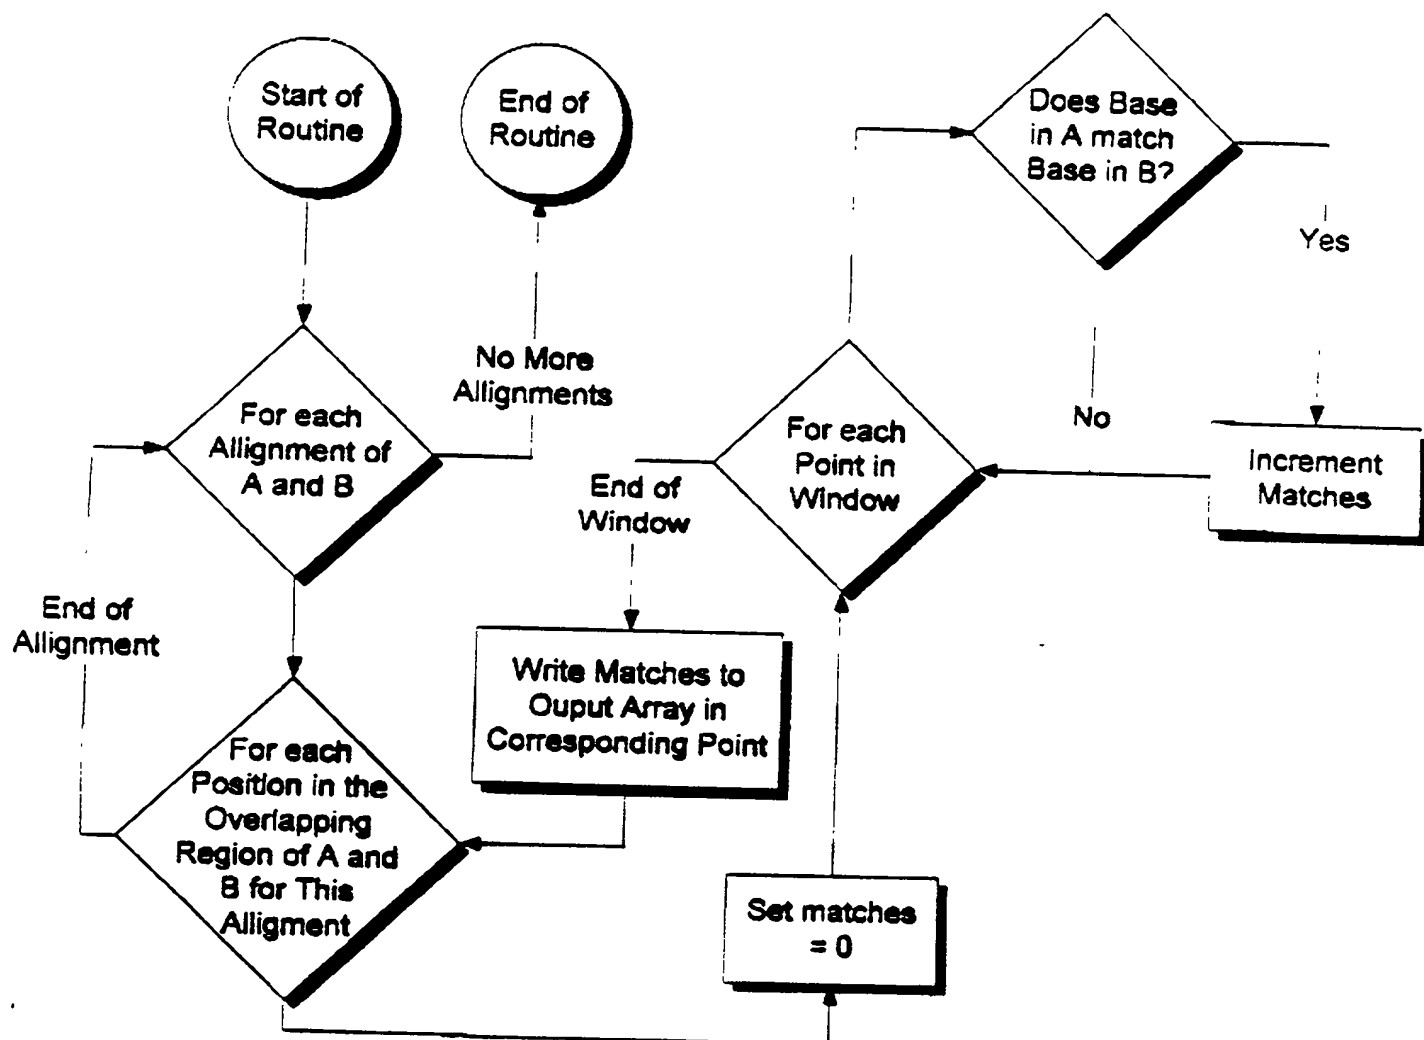 Start of
Routine
End of
Routine
Does Base
in A match
Base in B?
Yes
No More
Allignments
For each
Allignment of
A and B
For each
Point in
Window
No
Increment
Matches
End of
Window
End of
Allignment
Write Matches to
Ouput Array in
Corresponding Point
For each
Position in the
Overlapping
Region of A and
B for This
Alligment
Set matches
= 0